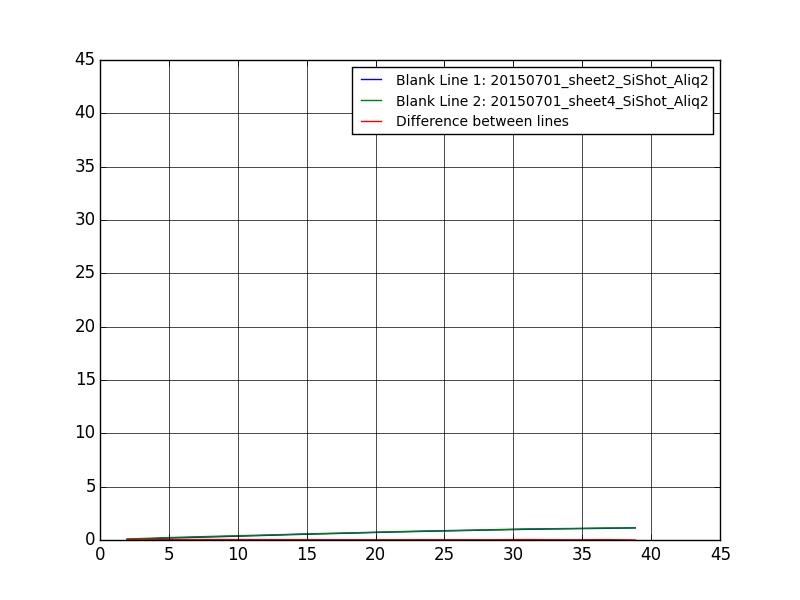 45
40
35
30
25
20
15
10
5
0
Blank Line 1: 20150701_sheet2_SiShot_Aliq2
Blank Line 2: 20150701_sheet4_SiShot_Aliq2
Difference between lines
0 5 10 15 20 25 30 35 40 45